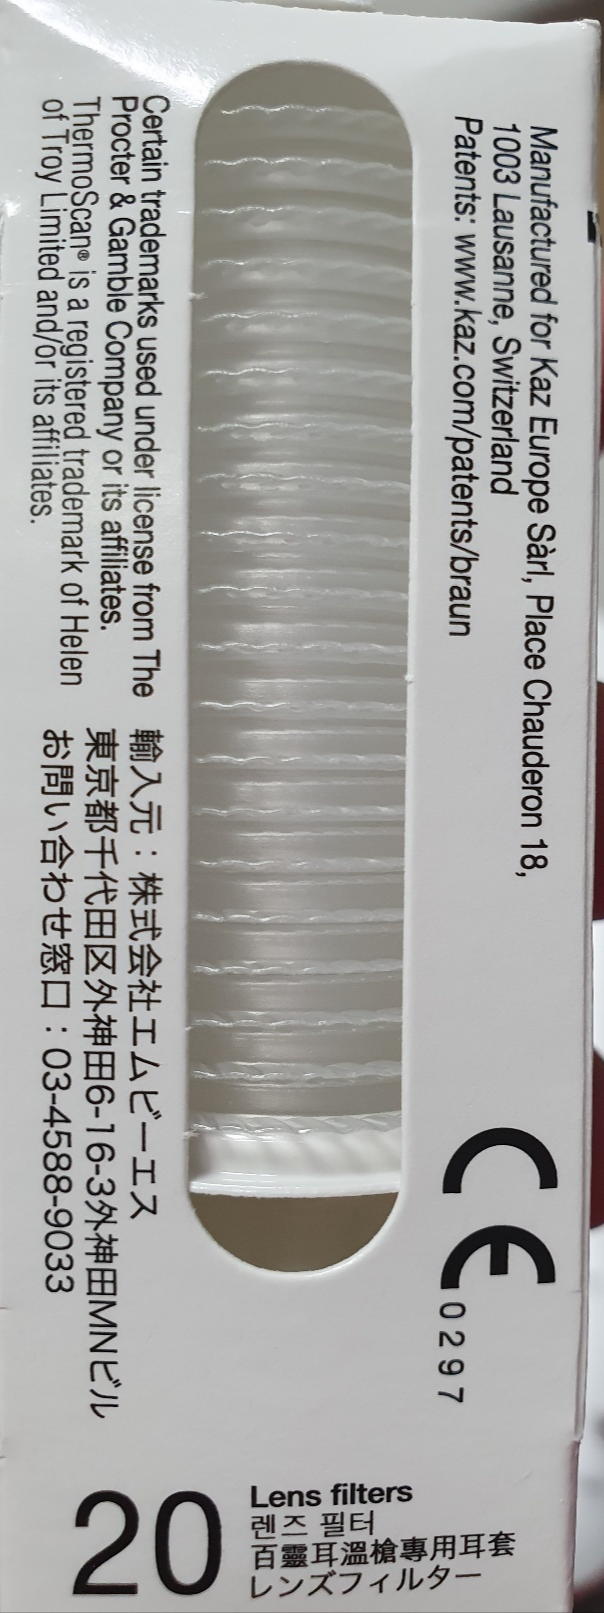 Manufactured for Kaz Europe Sàrl, Place Chauderon 18,
1003 Lausanne, Switzerland
Patents: www.kaz.com/patents/braun
CE
0297
Certain trademarks used under license from The
Procter & Gamble Company or its affiliates.
ThermoScan® is a registered trademark of Helen
of Troy Limited and/or its affiliates.
輸入元：株式会社エムビーエス
東京都千代田区外神田6-16-3外神田MNビル
お問い合わせ窓口：03-4588-9033
20
Lens filters
렌즈 필터
百靈耳溫槍專用耳套
レンズフィルター